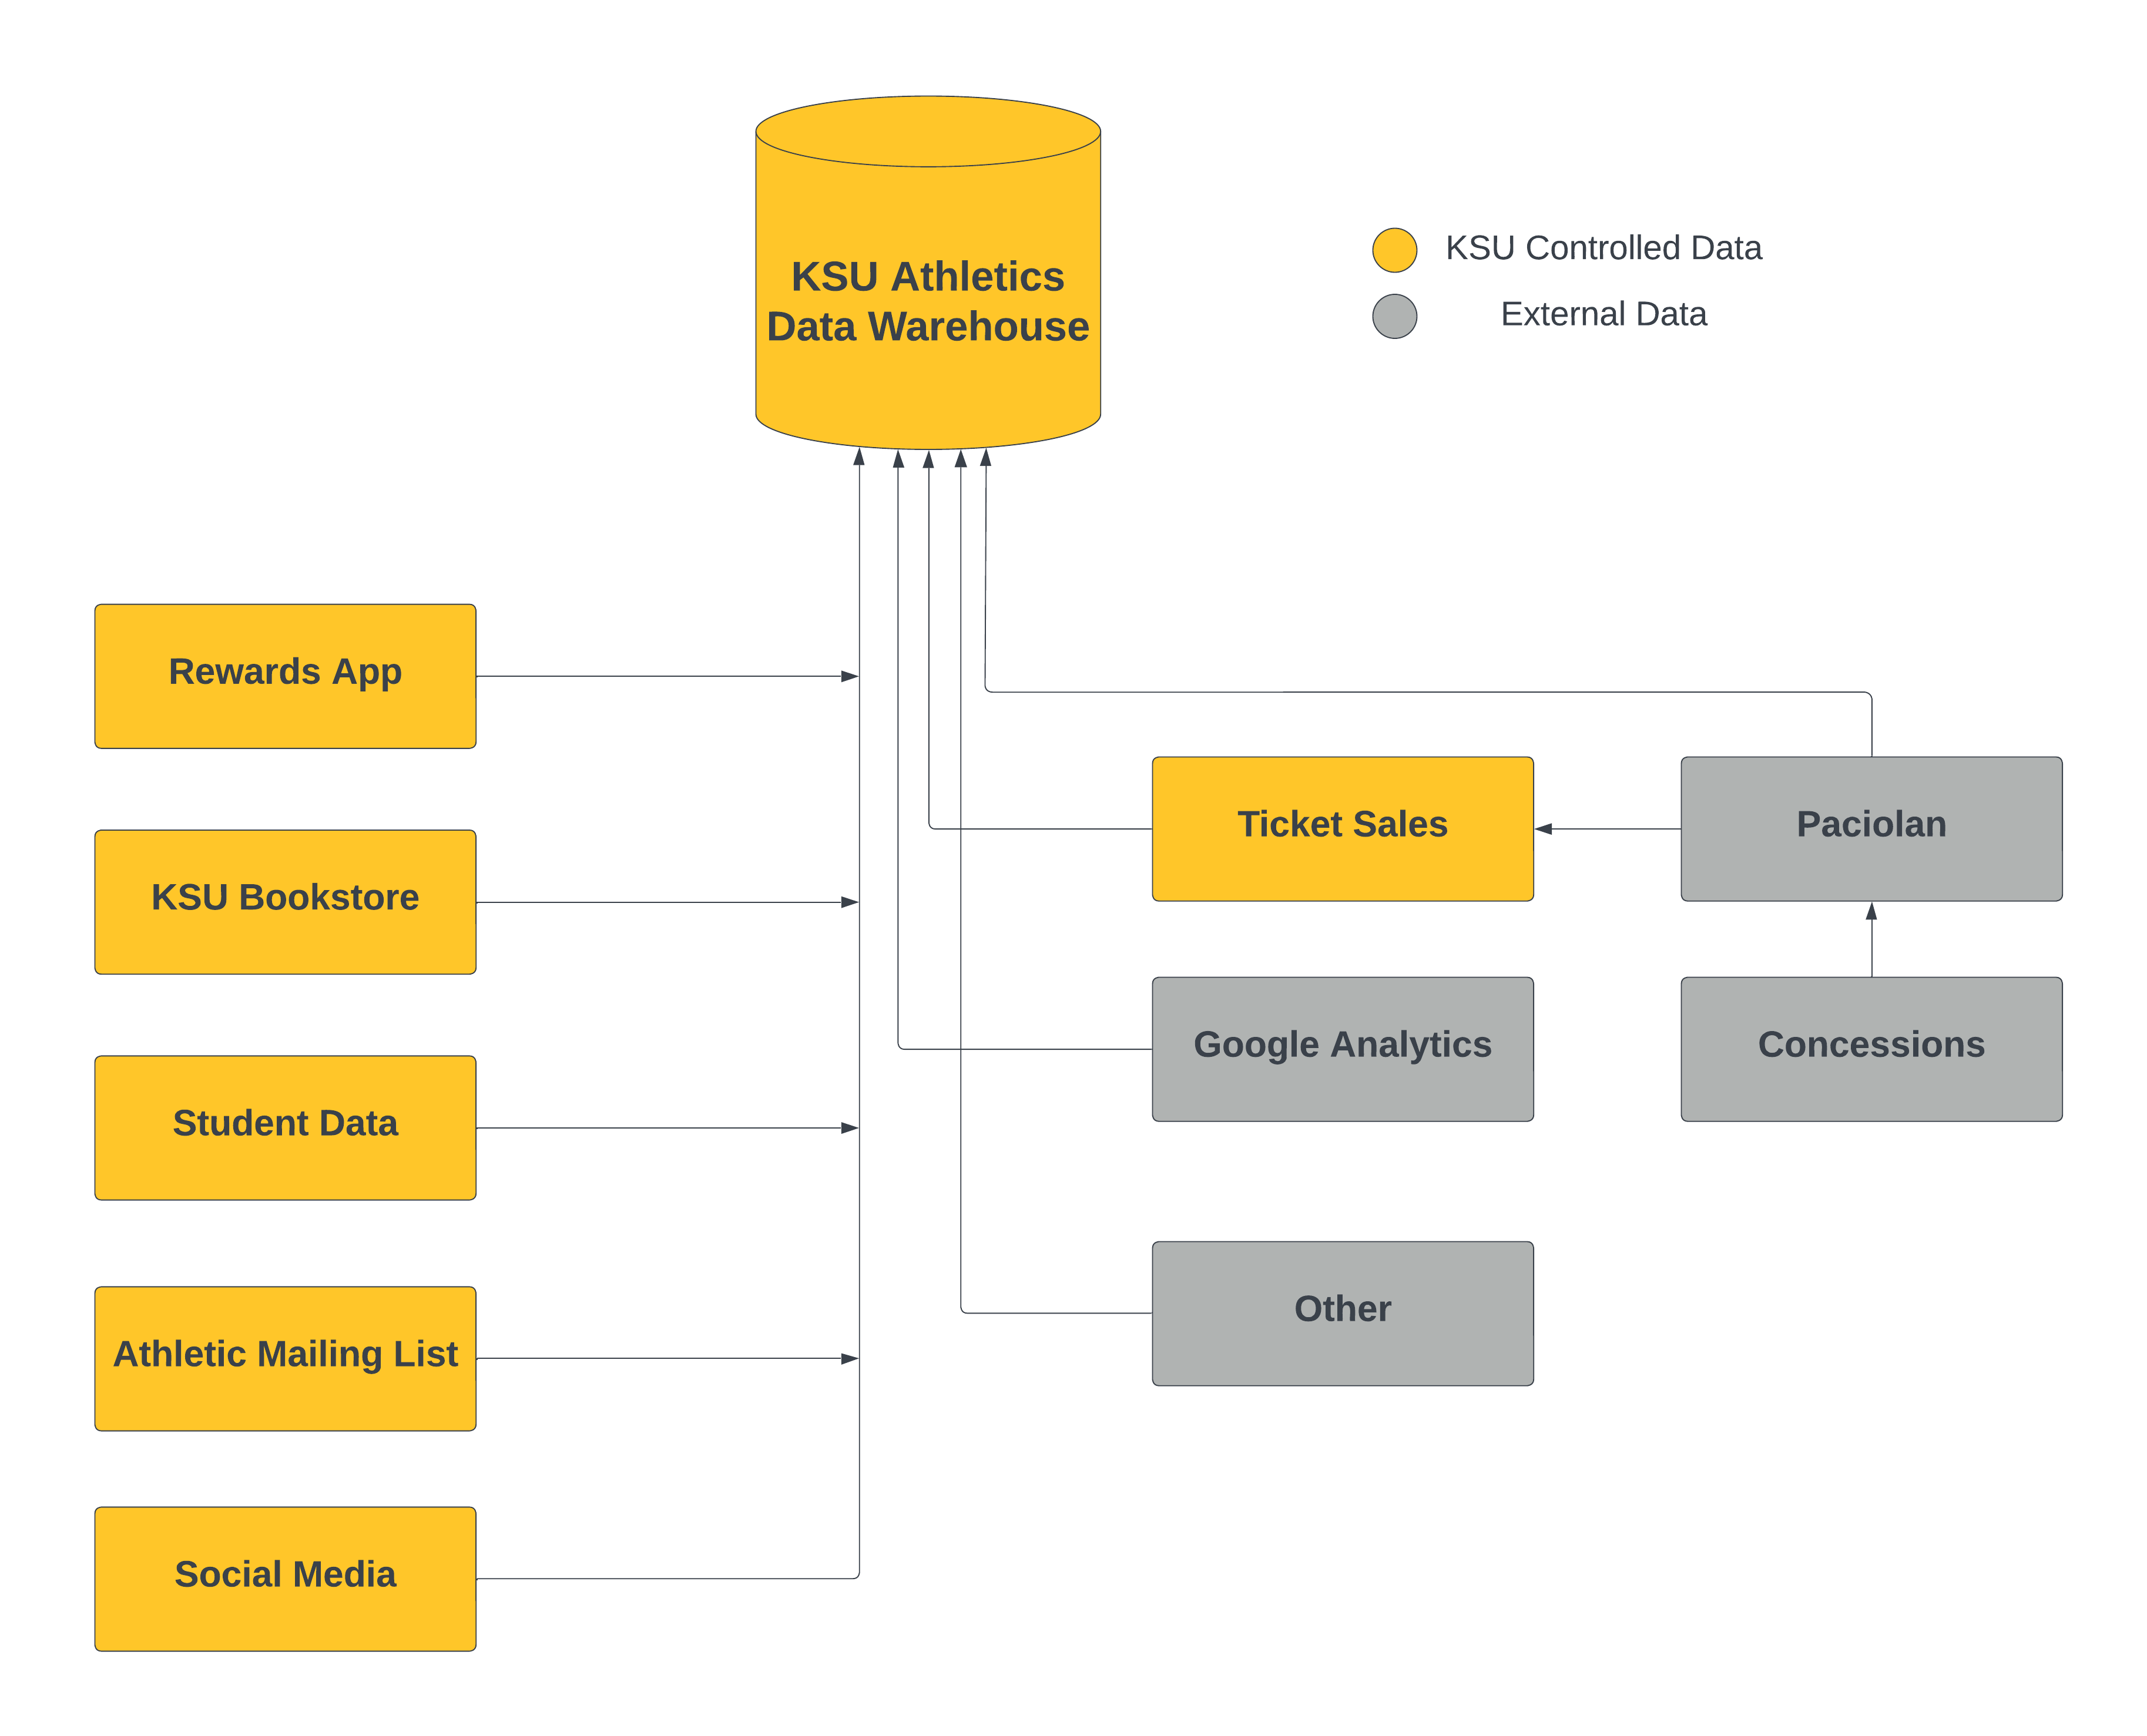 KSU Athletics
Data Warehouse
KSU Controlled Data
External Data
Rewards App
KSU Bookstore
Student Data
Athletic Mailing List
Social Media
Ticket Sales
Paciolan
Google Analytics
Concessions
Other